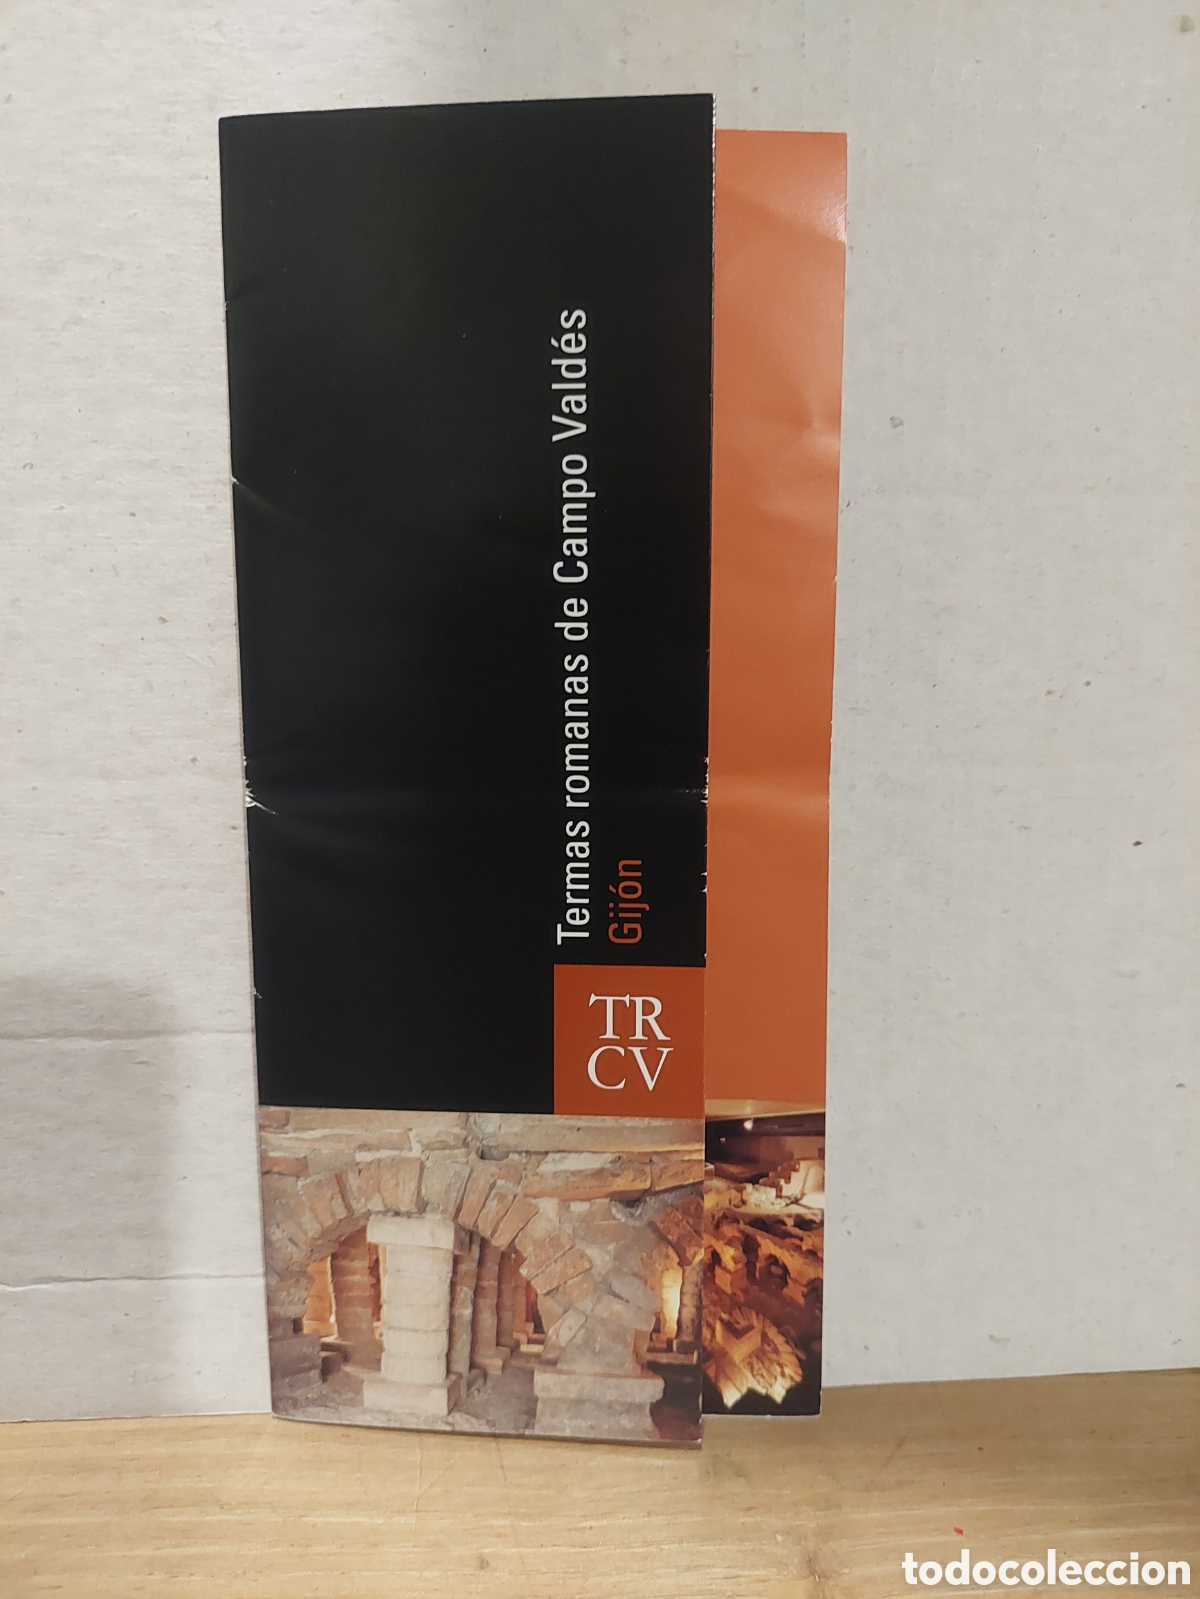 Termas romanas de Campo Valdés
Gijón
TR
CV
todocoleccion